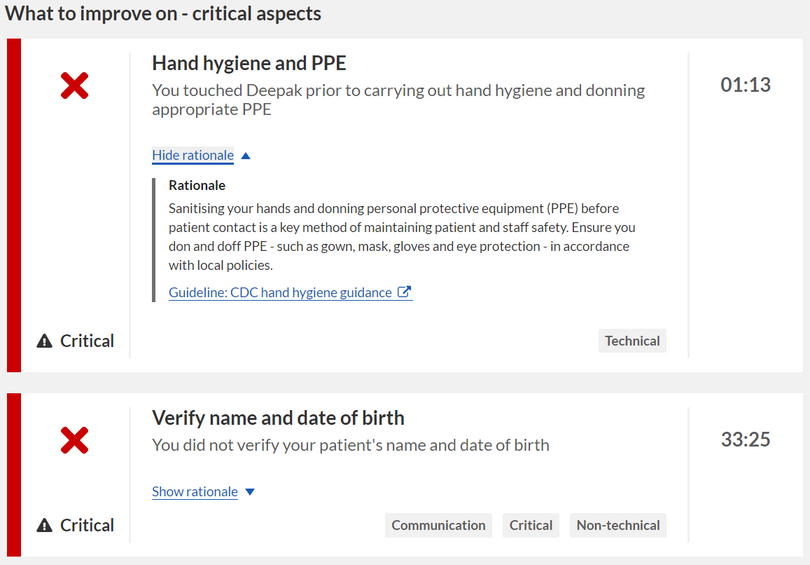 What to improve on - critical aspects
Hand hygiene and PPE
01:13
You touched Deepak prior to carrying out hand hygiene and donning
appropriate PPE
Hide rationale
Rationale
Sanitising your hands and donning personal protective equipment (PPE) before
patient contact is a key method of maintaining patient and staff safety. Ensure you
don and doff PPE - such as gown, mask, gloves and eye protection - in accordance
with local policies.
Guideline: CDC hand hygiene guidance
Critical
Technical
Verify name and date of birth
33:25
You did not verify your patient's name and date of birth
Show rationale
Critical
Communication
Critical
Non-technical